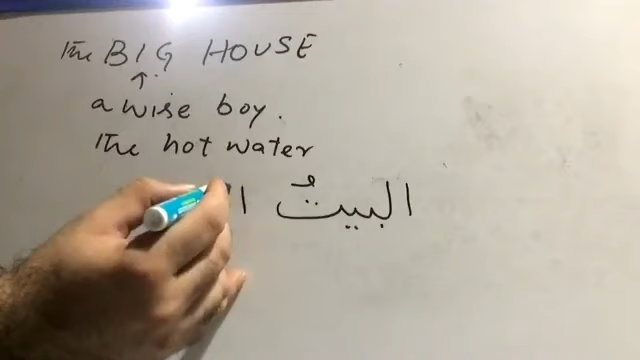 The BIG HOUSE
a wise boy.
The hot water
البيتُ ا